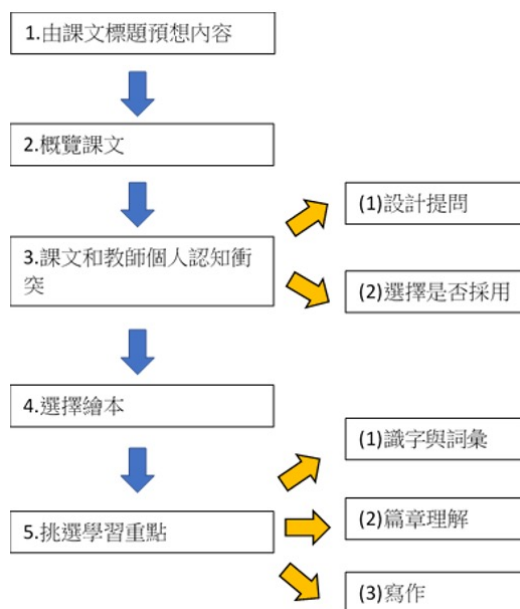 1.由課文標題預想內容
2.概覽課文
3.課文和教師個人認知衝
突
(1)設計提問
(2)選擇是否採用
4.選擇繪本
5.挑選學習重點
(1)識字與詞彙
(2)篇章理解
(3)寫作